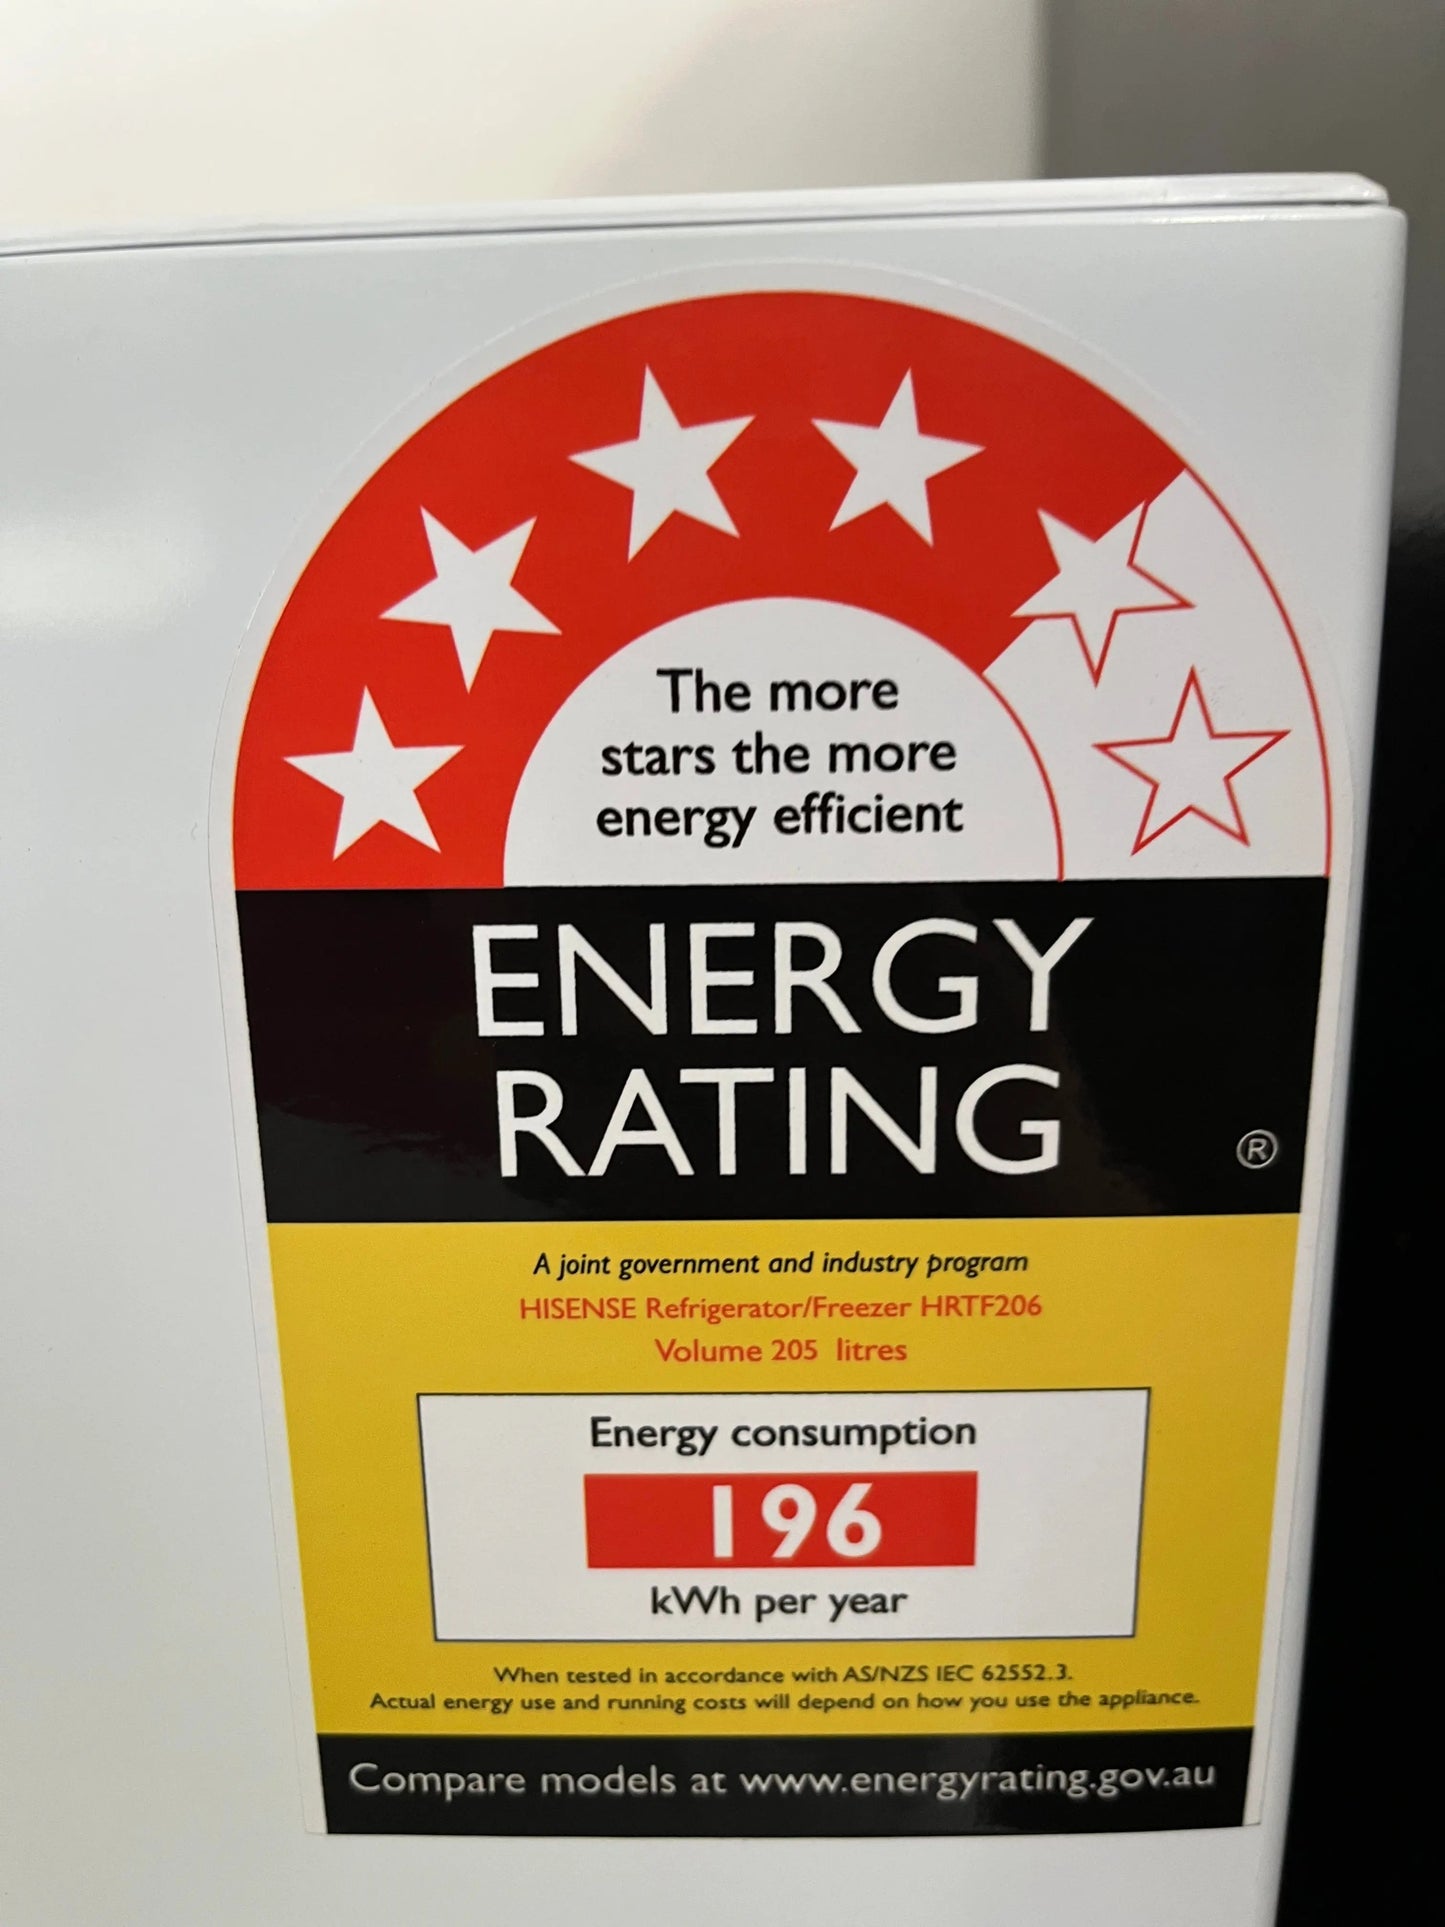 The more
stars the more
energy efficient
ENERGY
RATING
®
A joint government and industry program
HISENSE Refrigerator/Freezer HRTF206
Volume 205 litres
Energy consumption
196
kWh per year
When tested in accordance with AS/NZS IEC 62552.3.
Actual energy use and running costs will depend on how you use the appliance.
Compare models at www.energyrating.gov.au